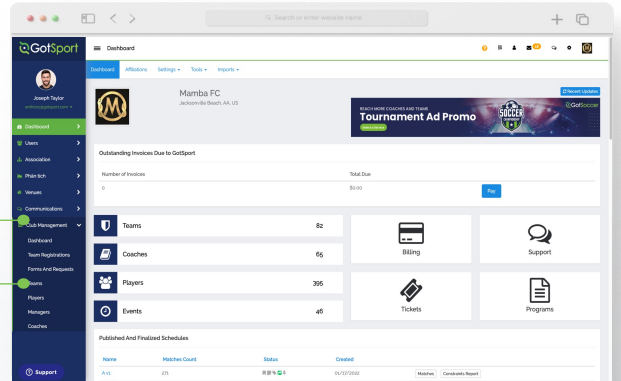 Search or enter website name
GotSport
Dashboard
Joseph Taylor
Dashboard
Users
Association
Phân tích
Venues
Communications
Club Management
Dashboard
Team Registrations
Forms And Requests
Teams
Players
Managers
Coaches
Support
Dashboard Affiliations Settings Tools Imports
Mamba FC
Jacksonville Beach, AA, US
Recent Updates
REACH MORE COACHES AND TEAMS
Tournament Ad Promo
SOCCER
GotSoccer
Outstanding Invoices Due to GotSport
Number of Invoices Total Due
0 $0.00 Pay
Teams 82
Coaches 65
Players 395
Events 46
Billing
Support
Tickets
Programs
Published And Finalized Schedules
Name Matches Count Status Created
271 01/17/2022 Matches Constraints Report